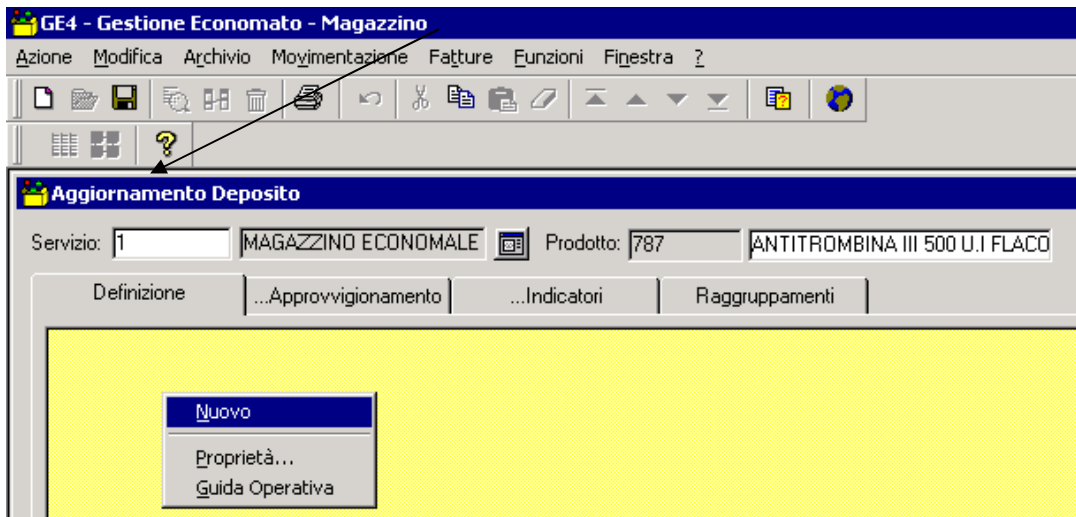 GE4 - Gestione Economato - Magazzino
Azione Modifica Archivio Movimentazione Fatture Funzioni Finestra ?
Aggiornamento Deposito
Servizio: 1 MAGAZZINO ECONOMALE Prodotto: 787 ANTITROMBINA III 500 U.I FLACO
Definizione ...Approvvigionamento ...Indicatori Raggruppamenti
Nuovo
Proprietà...
Guida Operativa